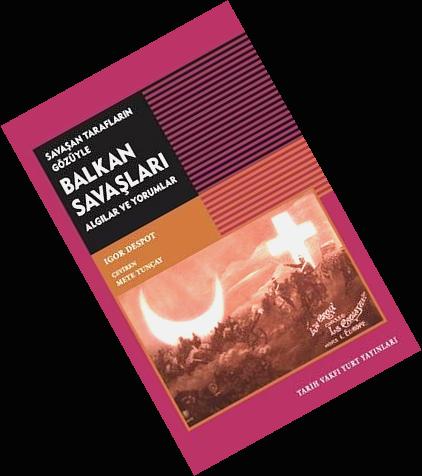 SAVAŞAN TARAFLARIN
GÖZÜYLE
BALKAN
SAVAŞLARI
ALGILAR VE YORUMLAR
IGOR DESPOT
ÇEVİREN
METE TUNÇAY
TARİH VAKFI YURT YAYINLARI